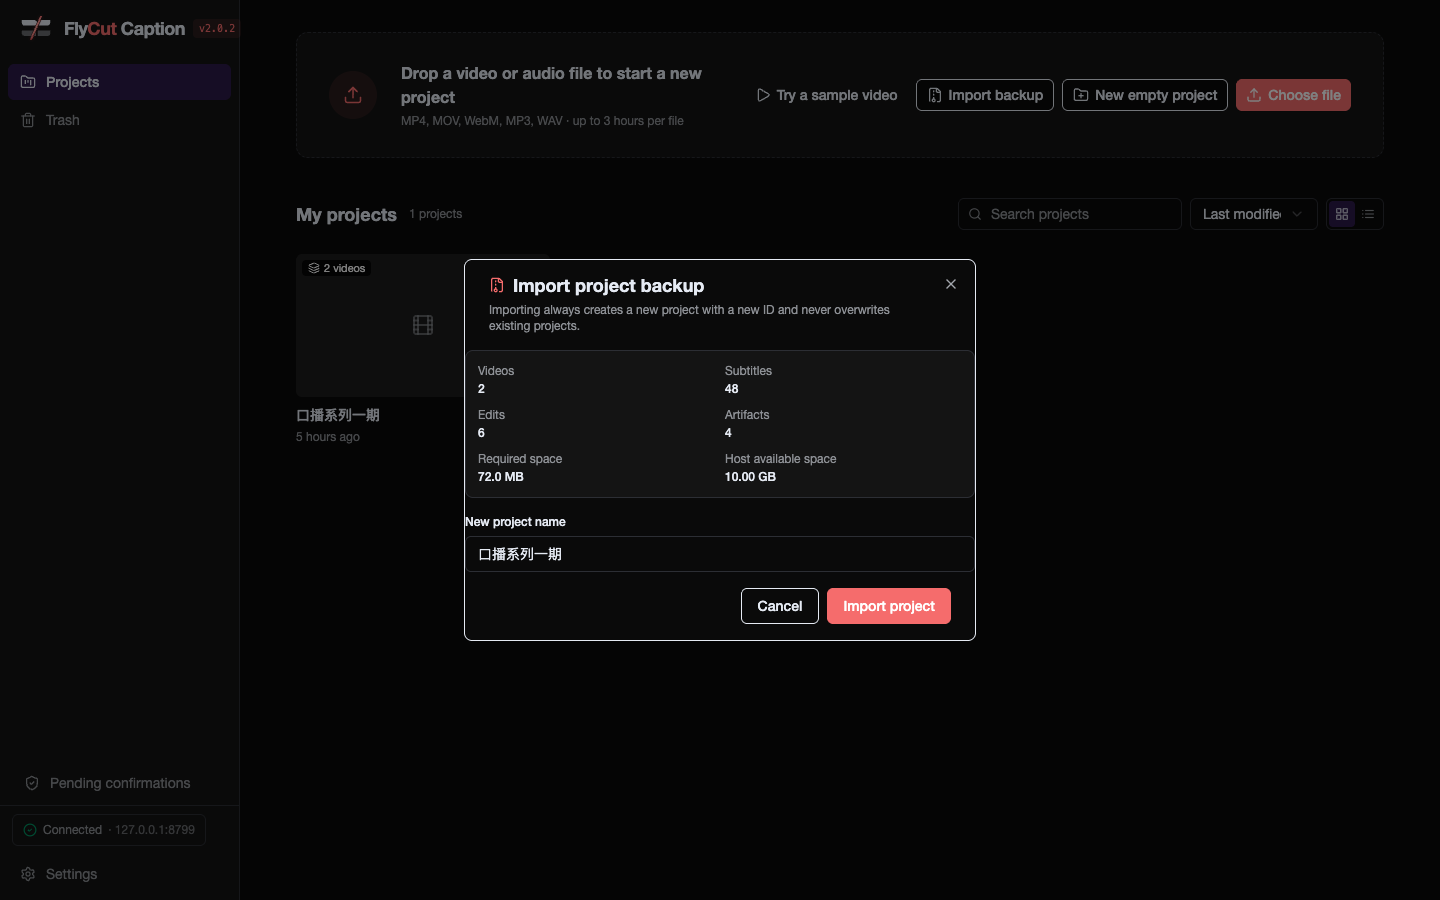 FlyCut Caption v2.0.2
Projects
Trash
Drop a video or audio file to start a new
project
MP4, MOV, WebM, MP3, WAV · up to 3 hours per file
Try a sample video
Import backup
New empty project
Choose file
My projects
1 projects
Search projects
Last modifie
2 videos
口播系列一期
5 hours ago
Import project backup
Importing always creates a new project with a new ID and never overwrites
existing projects.
Videos
2
Subtitles
48
Edits
6
Artifacts
4
Required space
72.0 MB
Host available space
10.00 GB
New project name
口播系列一期
Cancel
Import project
Pending confirmations
Connected · 127.0.0.1:8799
Settings